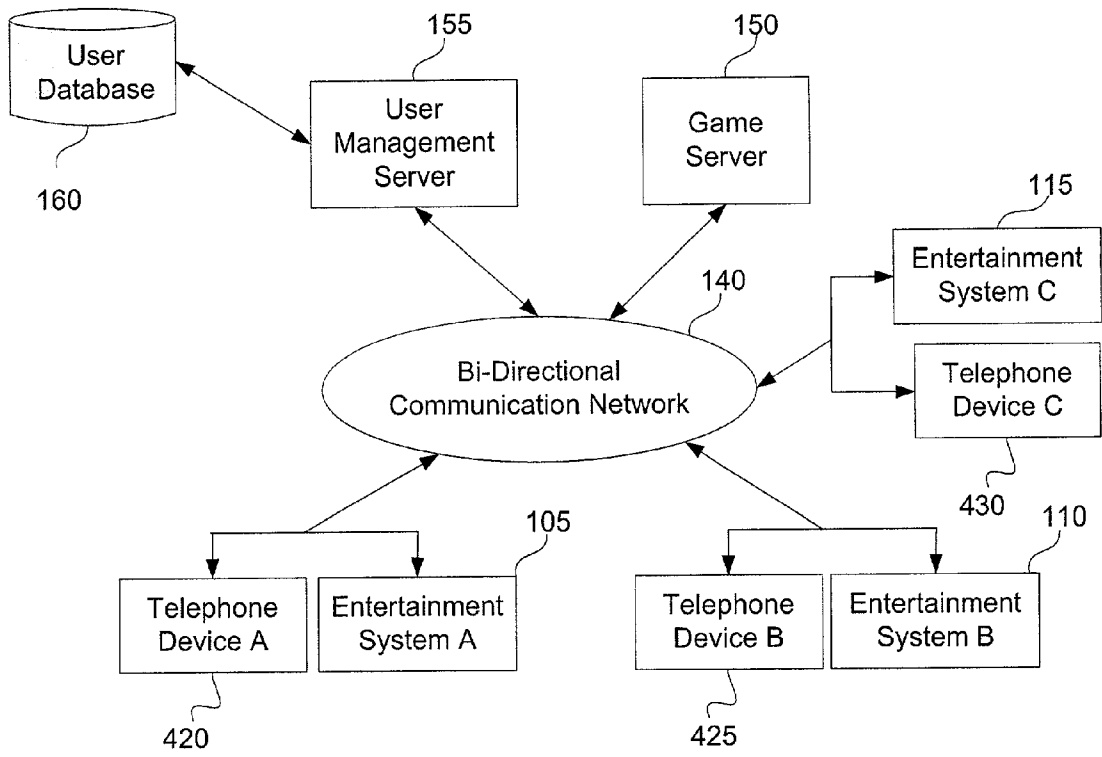 155
150
User
Database
User
Management
Server
Game
Server
160
115
Entertainment
System C
140
Bi-Directional
Communication Network
Telephone
Device C
430
105
110
Telephone
Device A
Entertainment
System A
Telephone
Device B
Entertainment
System B
420
425